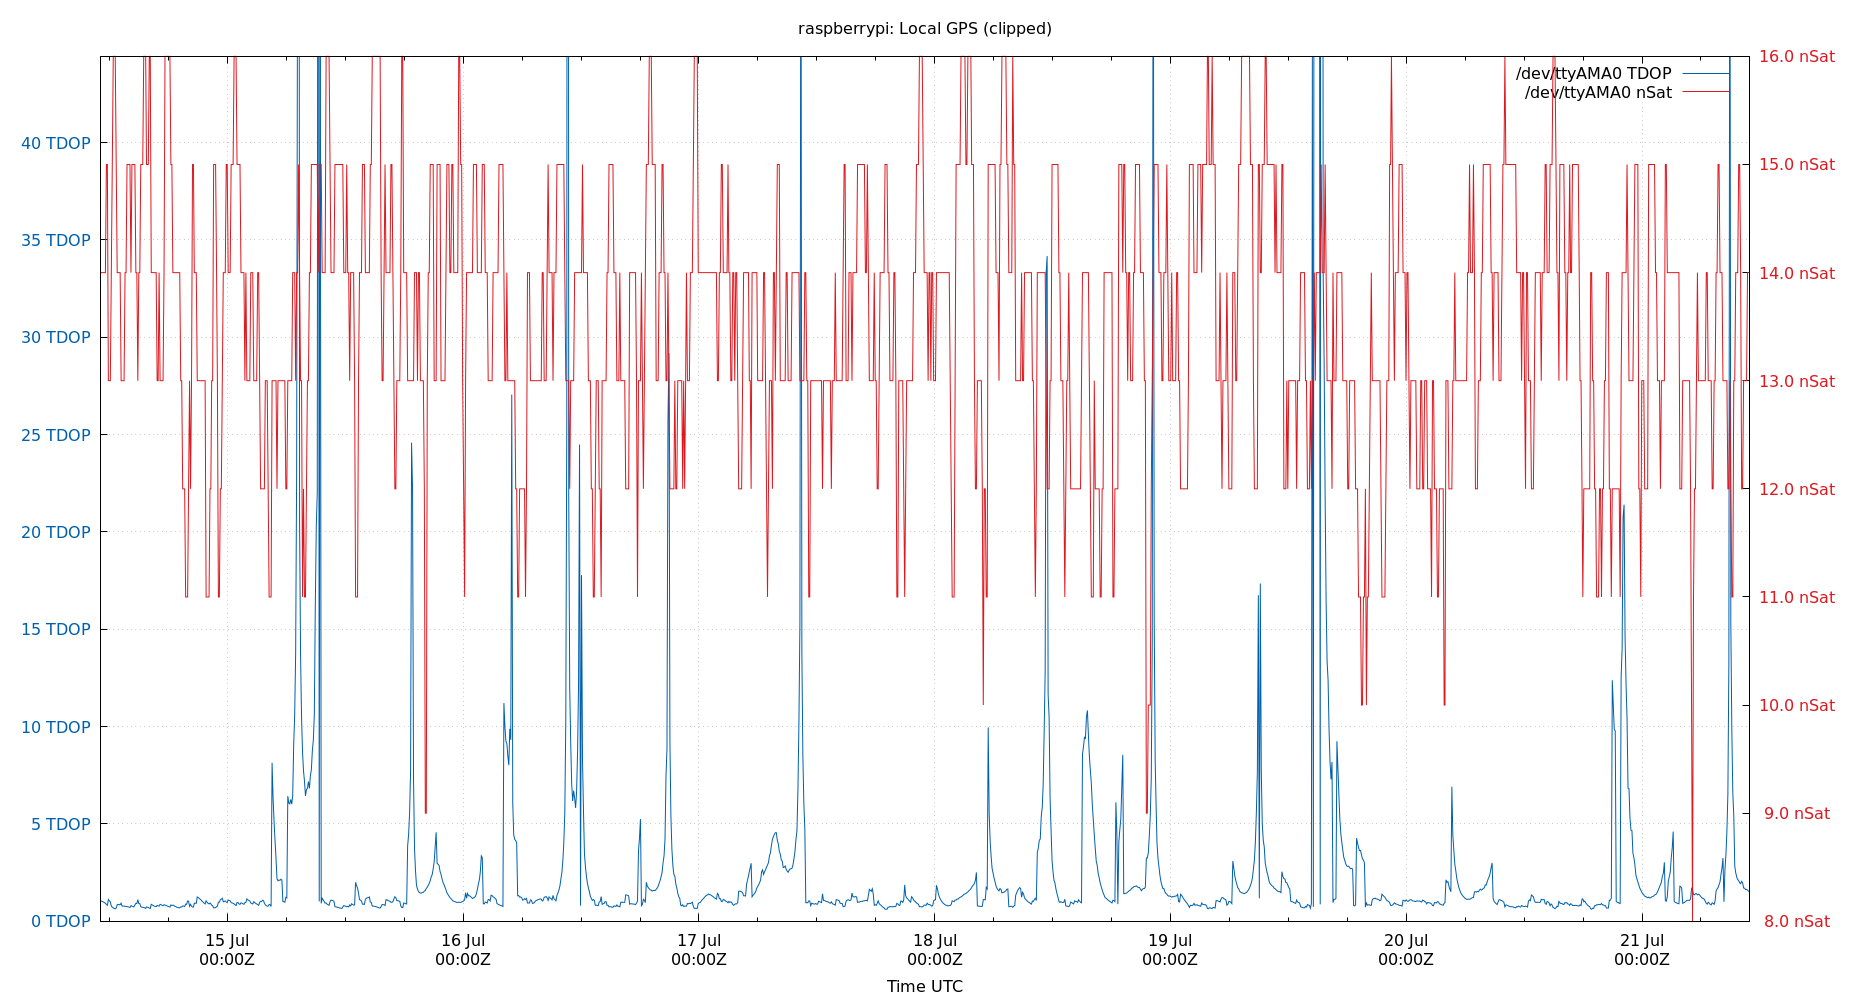 raspberrypi: Local GPS (clipped)
16.0 nSat
/dev/ttyAMA0 TDOP
/dev/ttyAMA0 nSat
40 TDOP
15.0 nSat
35 TDOP
14.0 nSat
30 TDOP
13.0 nSat
25 TDOP
12.0 nSat
20 TDOP
11.0 nSat
15 TDOP
10.0 nSat
10 TDOP
9.0 nSat
5 TDOP
8.0 nSat
0 TDOP
15 Jul 16 Jul 17 Jul 18 Jul 19 Jul 20 Jul 21 Jul
00:00Z 00:00Z 00:00Z 00:00Z 00:00Z 00:00Z 00:00Z
Time UTC